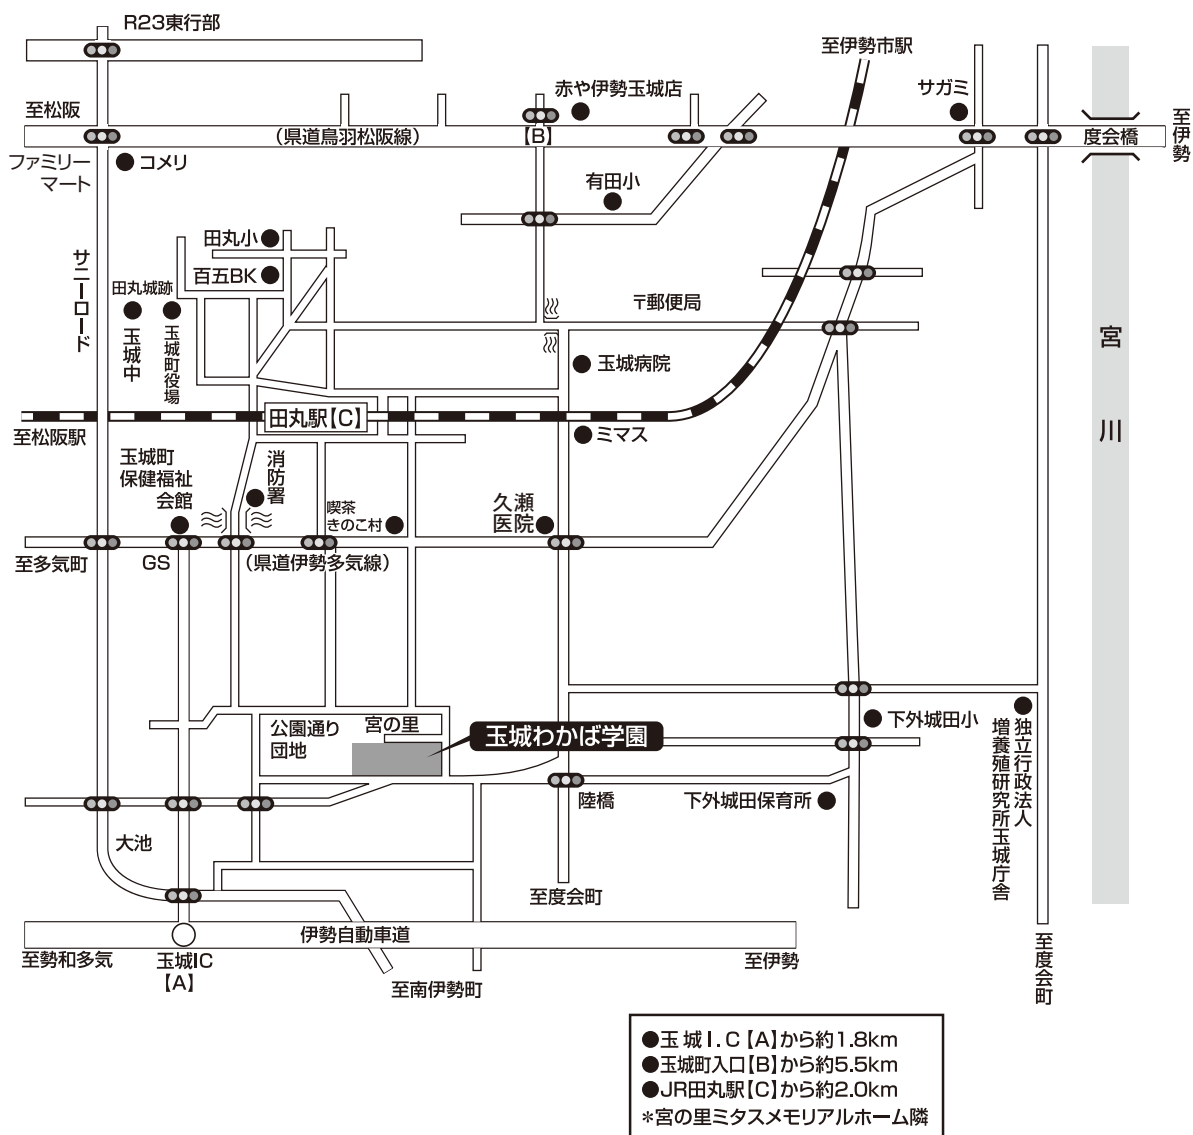 R23東行部
至伊勢市駅
至松阪
(県道鳥羽松阪線)
【B】
赤や伊勢玉城店
サガミ
度会橋
至伊勢
ファミリー
マート
コメリ
有田小
サニーロード
田丸小
百五BK
田丸城跡
玉城中
玉城町役場
〒郵便局
玉城病院
宮川
至松阪駅
田丸駅【C】
ミマス
玉城町
保健福祉
会館
消防署
喫茶
きのこ村
久瀬
医院
至多気町
GS
(県道伊勢多気線)
公園通り
団地
宮の里
玉城わかば学園
下外城田小
独立行政法人
増養殖研究所玉城庁舎
陸橋
下外城田保育所
大池
至度会町
伊勢自動車道
至勢和多気
玉城IC
【A】
至南伊勢町
至伊勢
至度会町
●玉城I.C【A】から約1.8km
●玉城町入口【B】から約5.5km
●JR田丸駅【C】から約2.0km
*宮の里ミタスメモリアルホーム隣